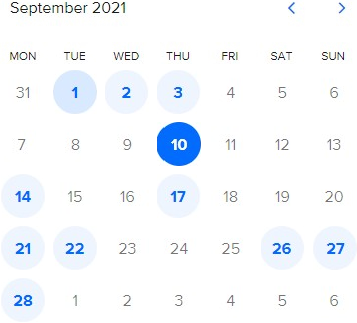 September 2021
MON TUE WED THU FRI SAT SUN
31 1 2 3 4 5 6
7 8 9 10 11 12 13
14 15 16 17 18 19 20
21 22 23 24 25 26 27
28 1 2 3 4 5 6